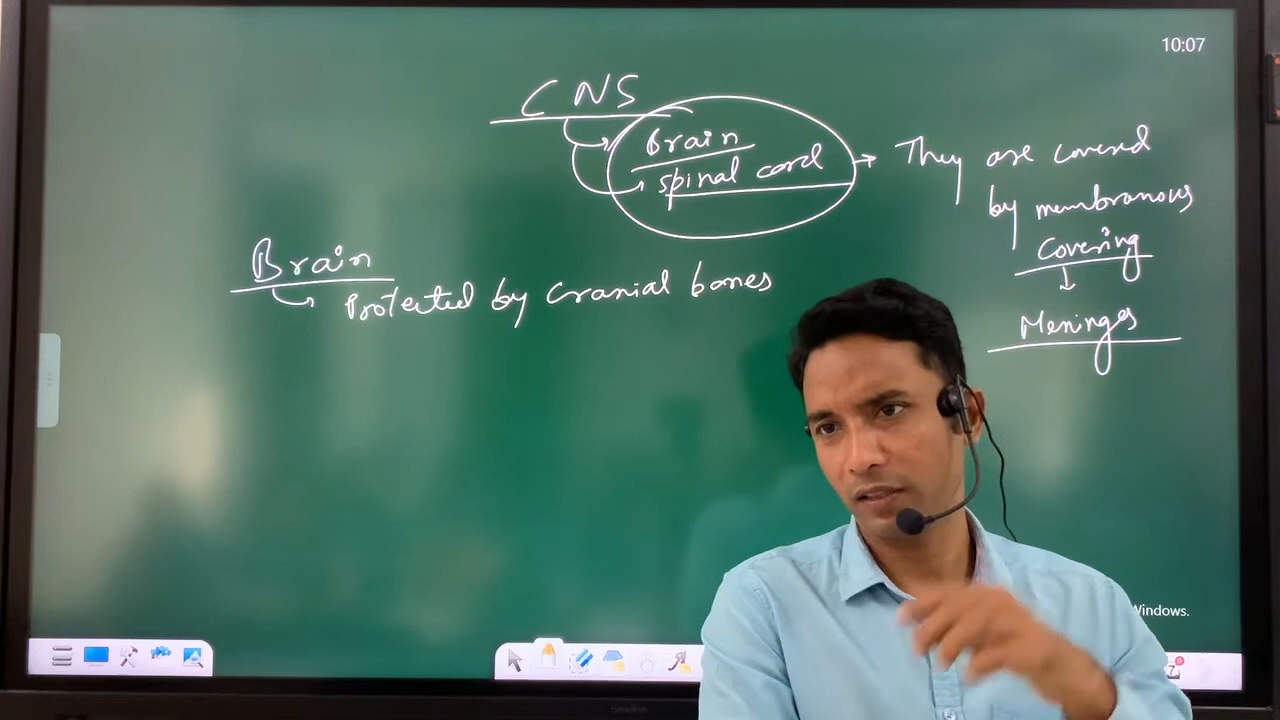 10:07
CNS
Brain
spinal cord
They are covered
by membranous
covering
Meninges
Brain
Protected by cranial bones
Windows.